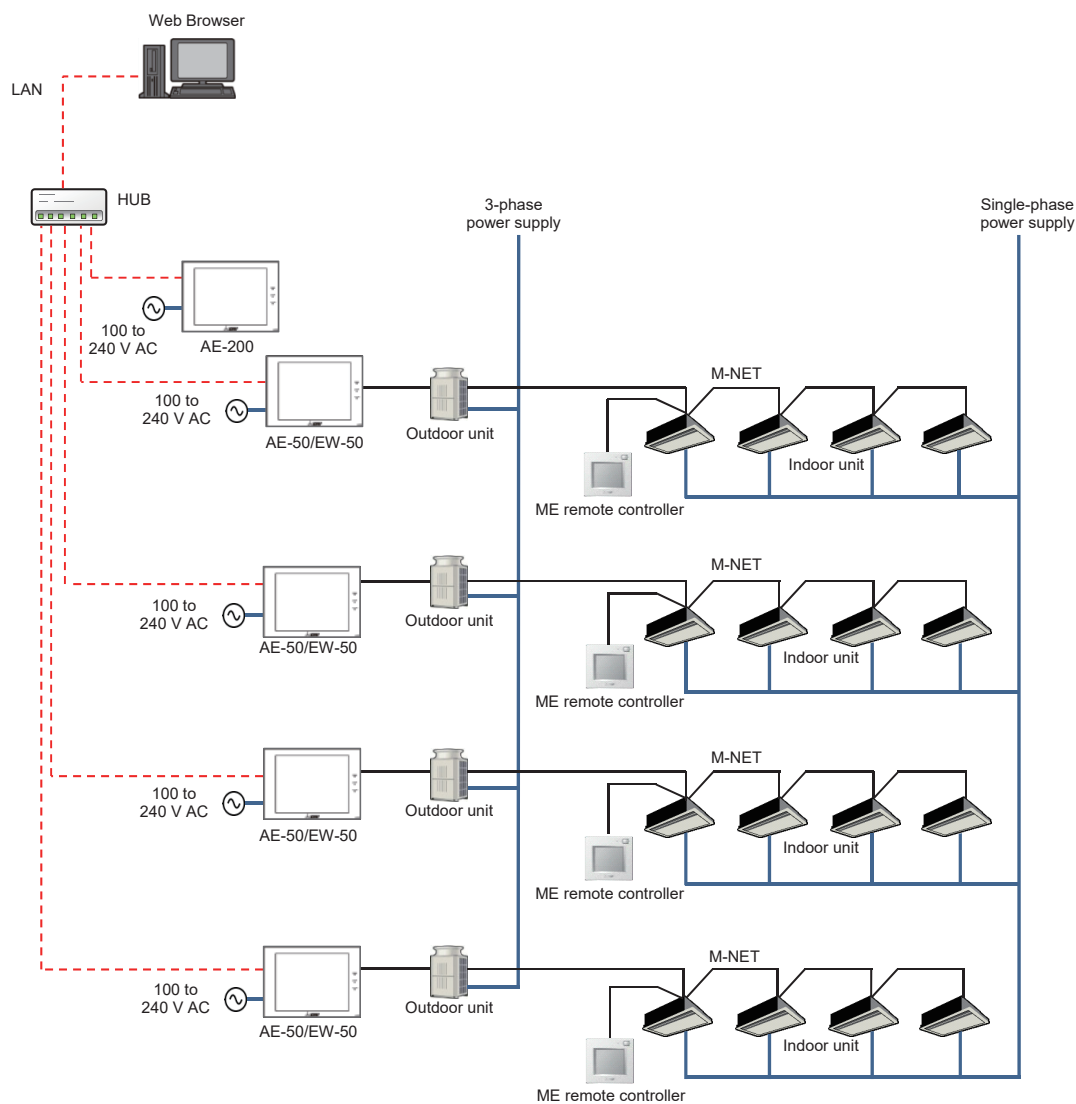 Web Browser
LAN
HUB
3-phase
power supply
Single-phase
power supply
100 to
240 V AC
AE-200
M-NET
100 to
240 V AC
AE-50/EW-50
Outdoor unit
Indoor unit
ME remote controller
M-NET
100 to
240 V AC
AE-50/EW-50
Outdoor unit
Indoor unit
ME remote controller
M-NET
100 to
240 V AC
AE-50/EW-50
Outdoor unit
Indoor unit
ME remote controller
M-NET
100 to
240 V AC
AE-50/EW-50
Outdoor unit
Indoor unit
ME remote controller